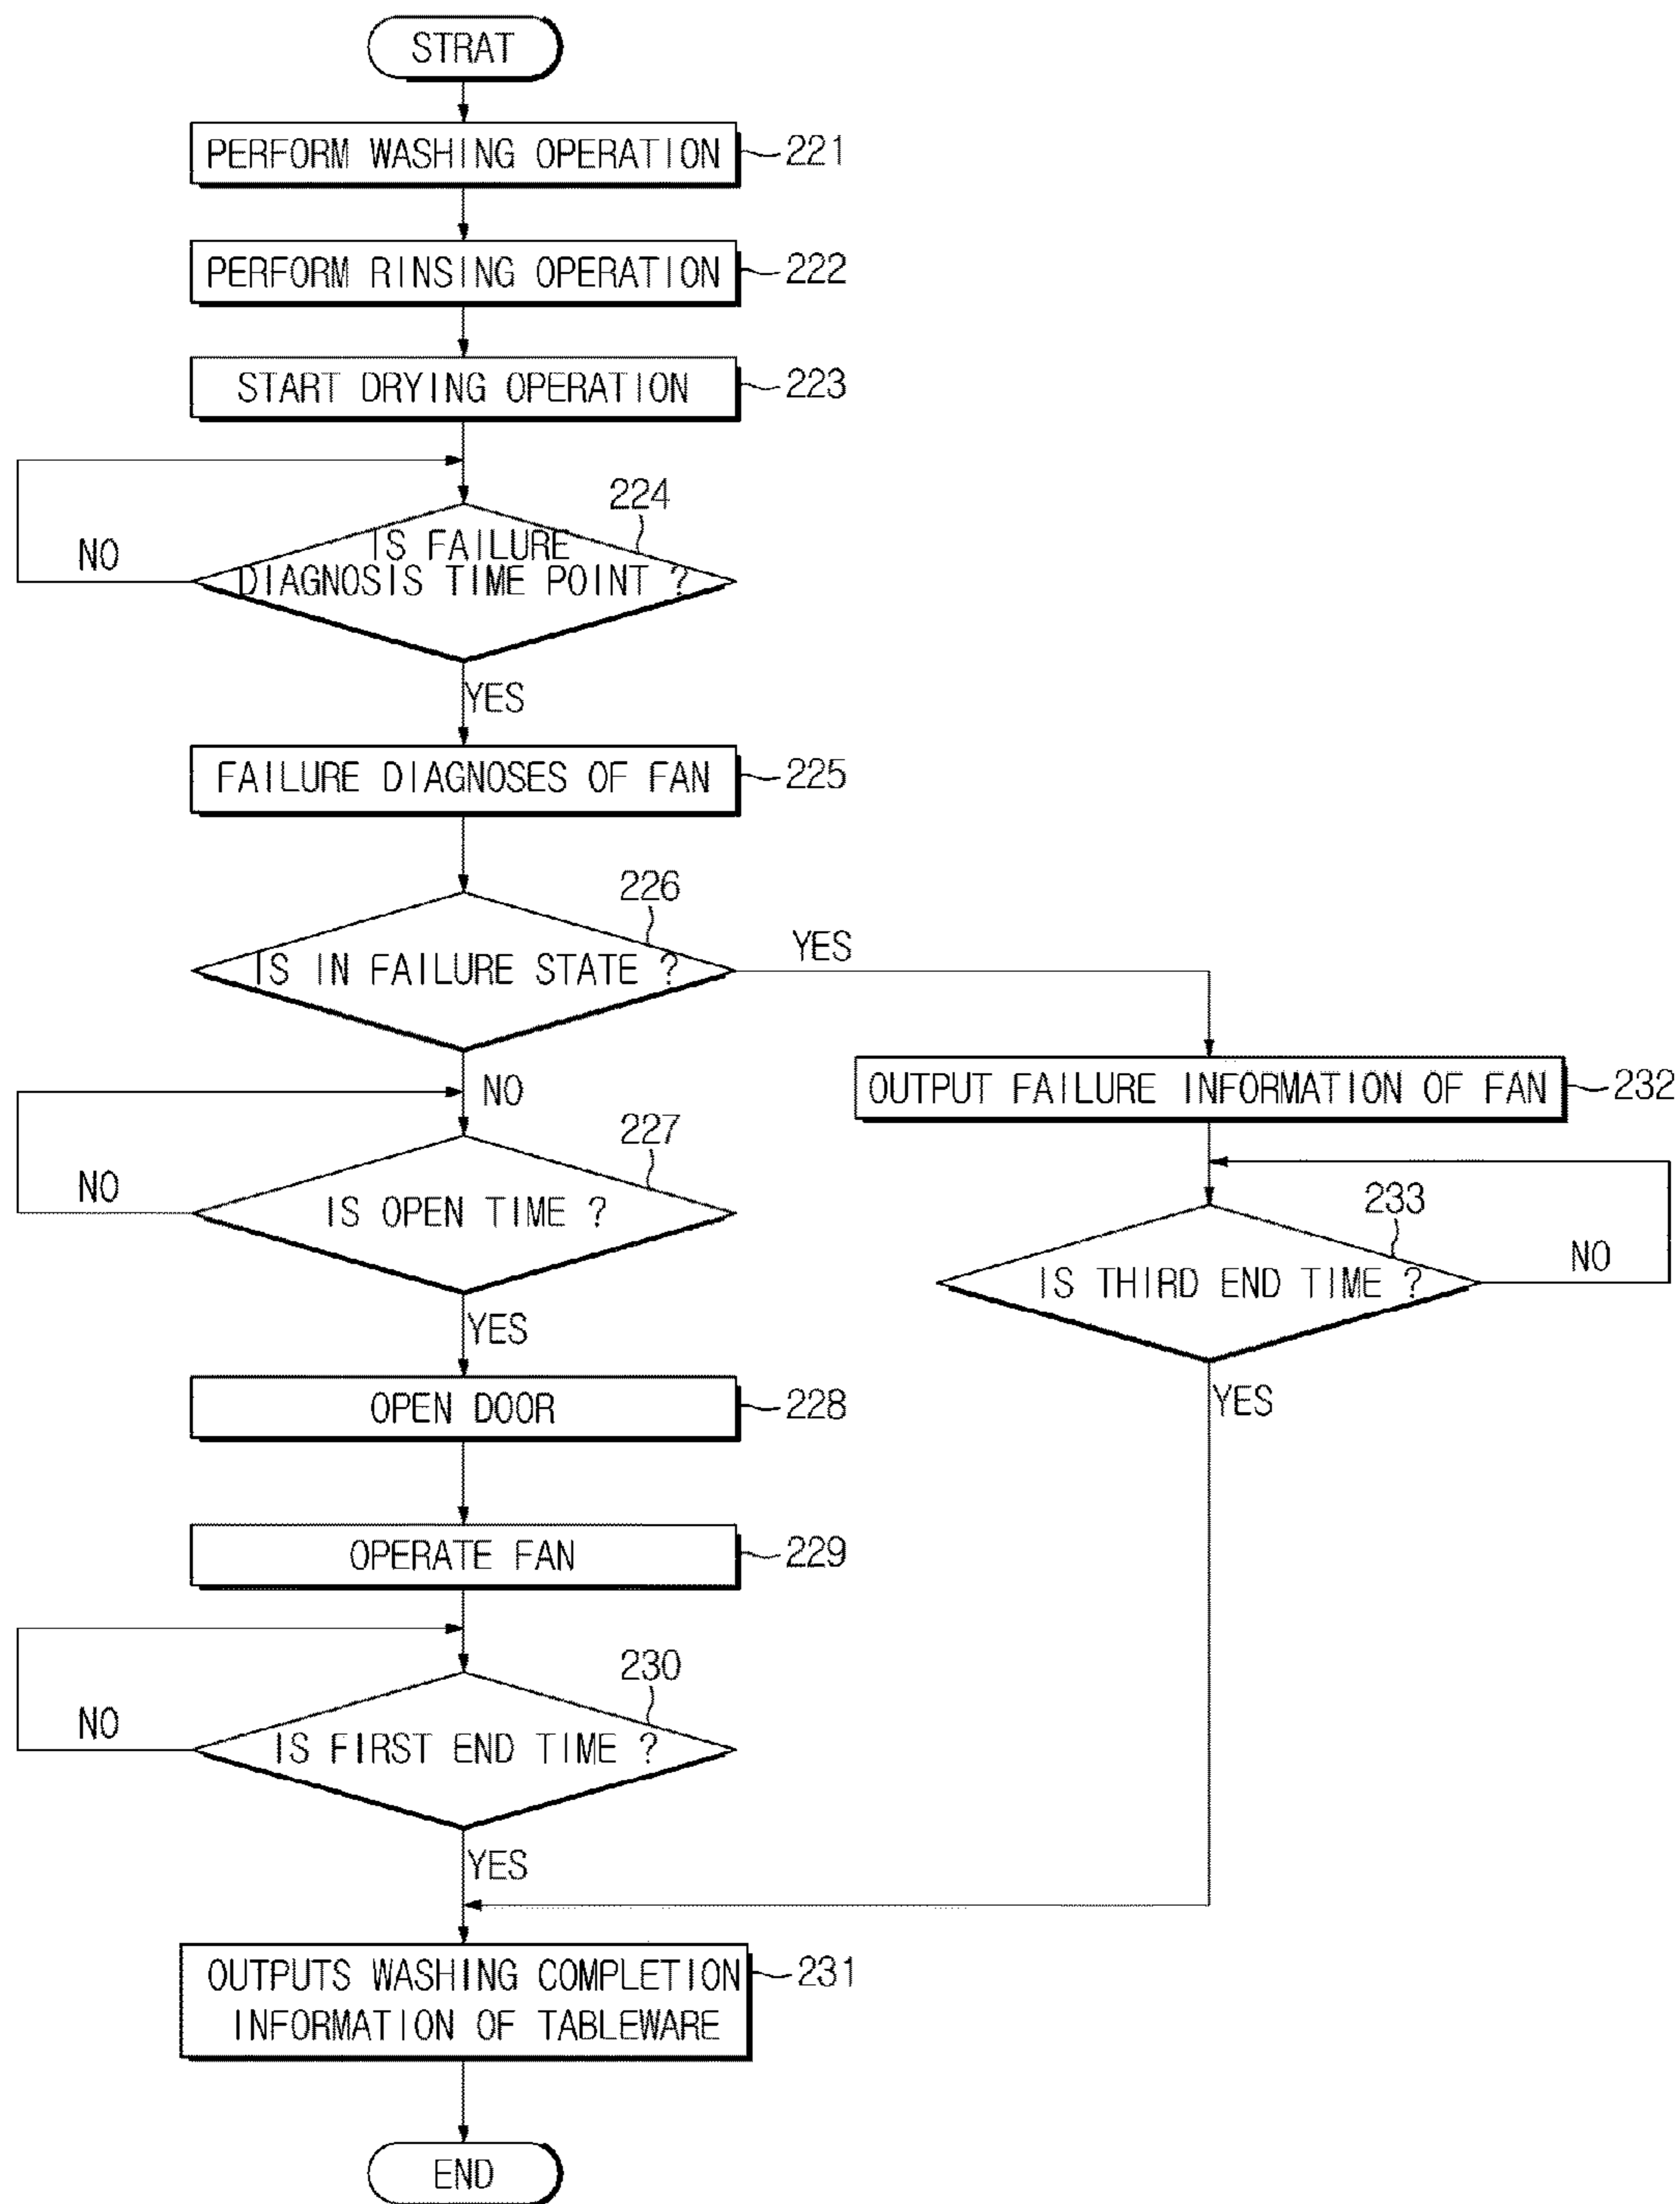 STRAT
PERFORM WASHING OPERATION
221
PERFORM RINSING OPERATION
222
START DRYING OPERATION
223
224
IS FAILURE
DIAGNOSIS TIME POINT ?
NO
YES
FAILURE DIAGNOSES OF FAN
225
226
IS IN FAILURE STATE ?
YES
NO
OUTPUT FAILURE INFORMATION OF FAN
232
227
IS OPEN TIME ?
NO
YES
233
IS THIRD END TIME ?
NO
YES
OPEN DOOR
228
OPERATE FAN
229
230
IS FIRST END TIME ?
NO
YES
OUTPUTS WASHING COMPLETION
INFORMATION OF TABLEWARE
231
END